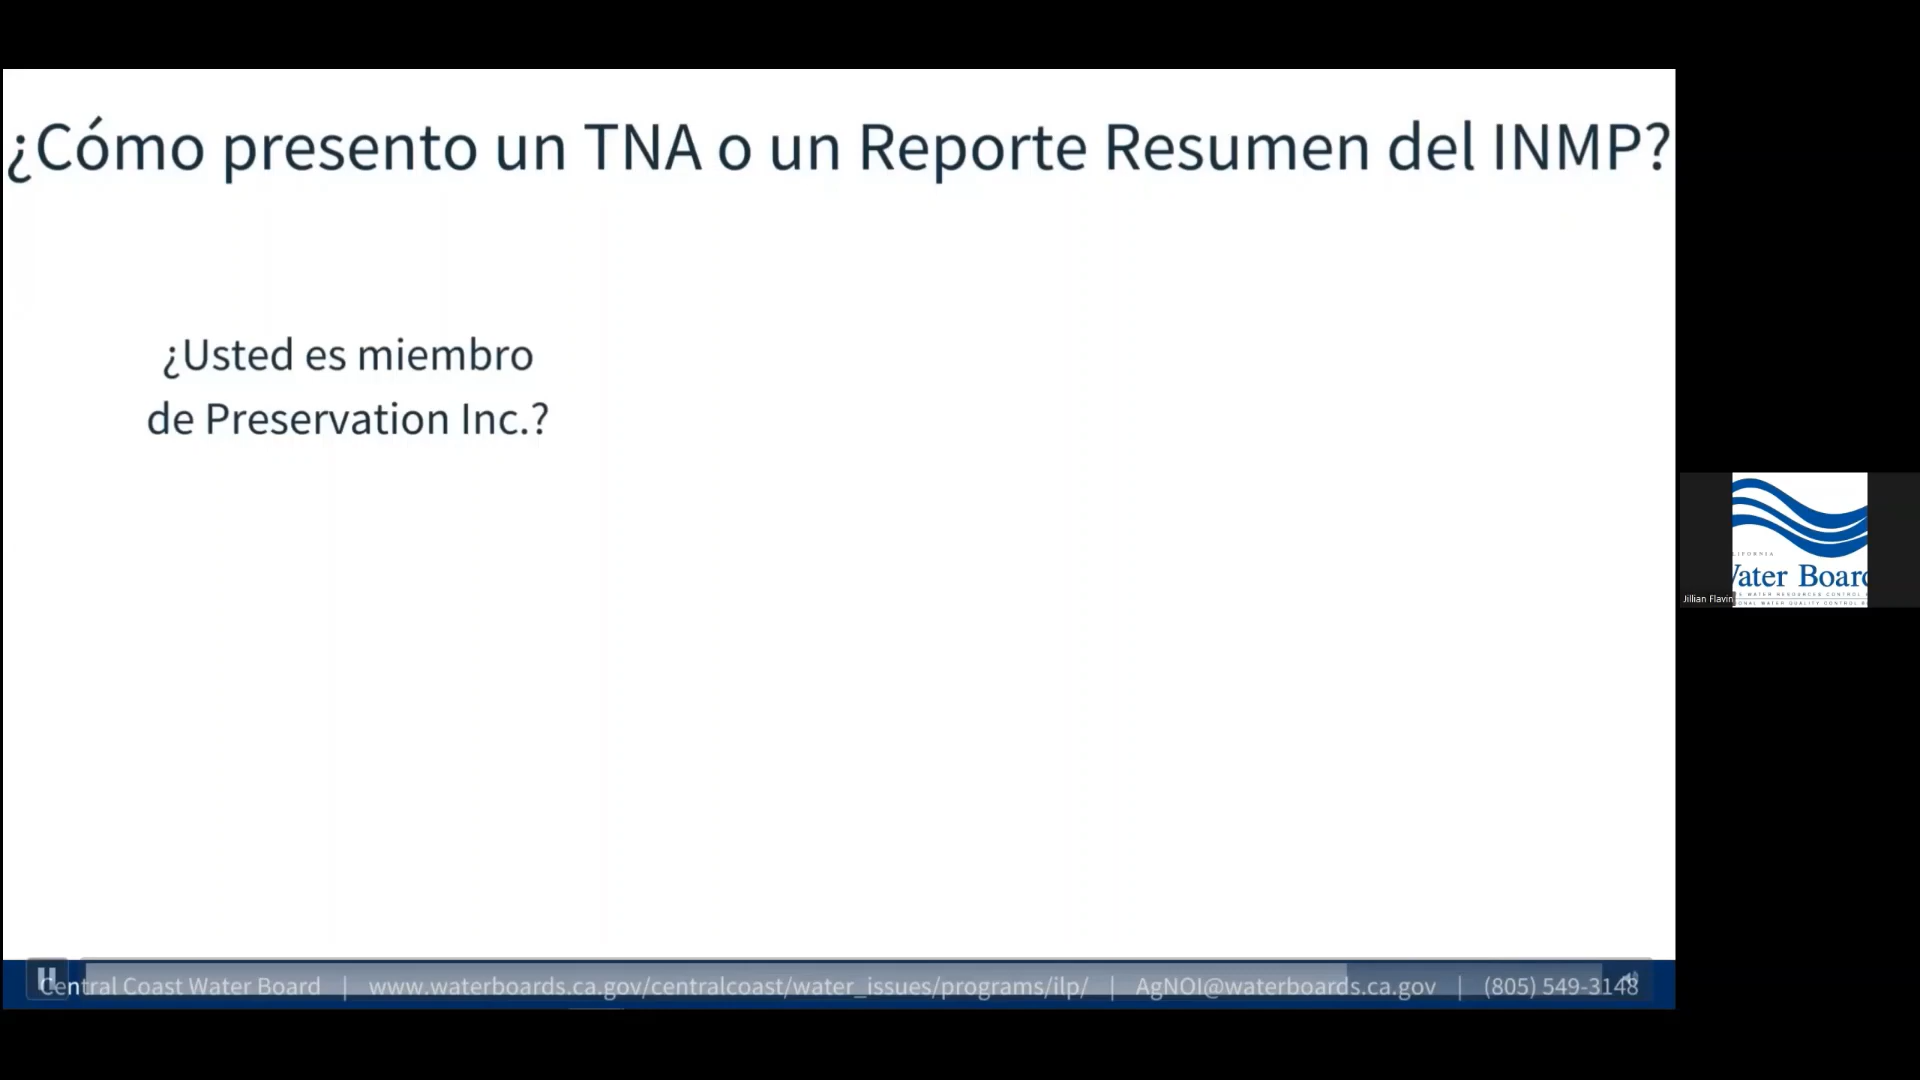 ¿Cómo presento un TNA o un Reporte Resumen del INMP?
¿Usted es miembro
de Preservation Inc.?
Central Coast Water Board | www.waterboards.ca.gov/centralcoast/water_issues/programs/ilp/ | AgNOI@waterboards.ca.gov | (805) 549-3148
Water Board
Jillian Flavin